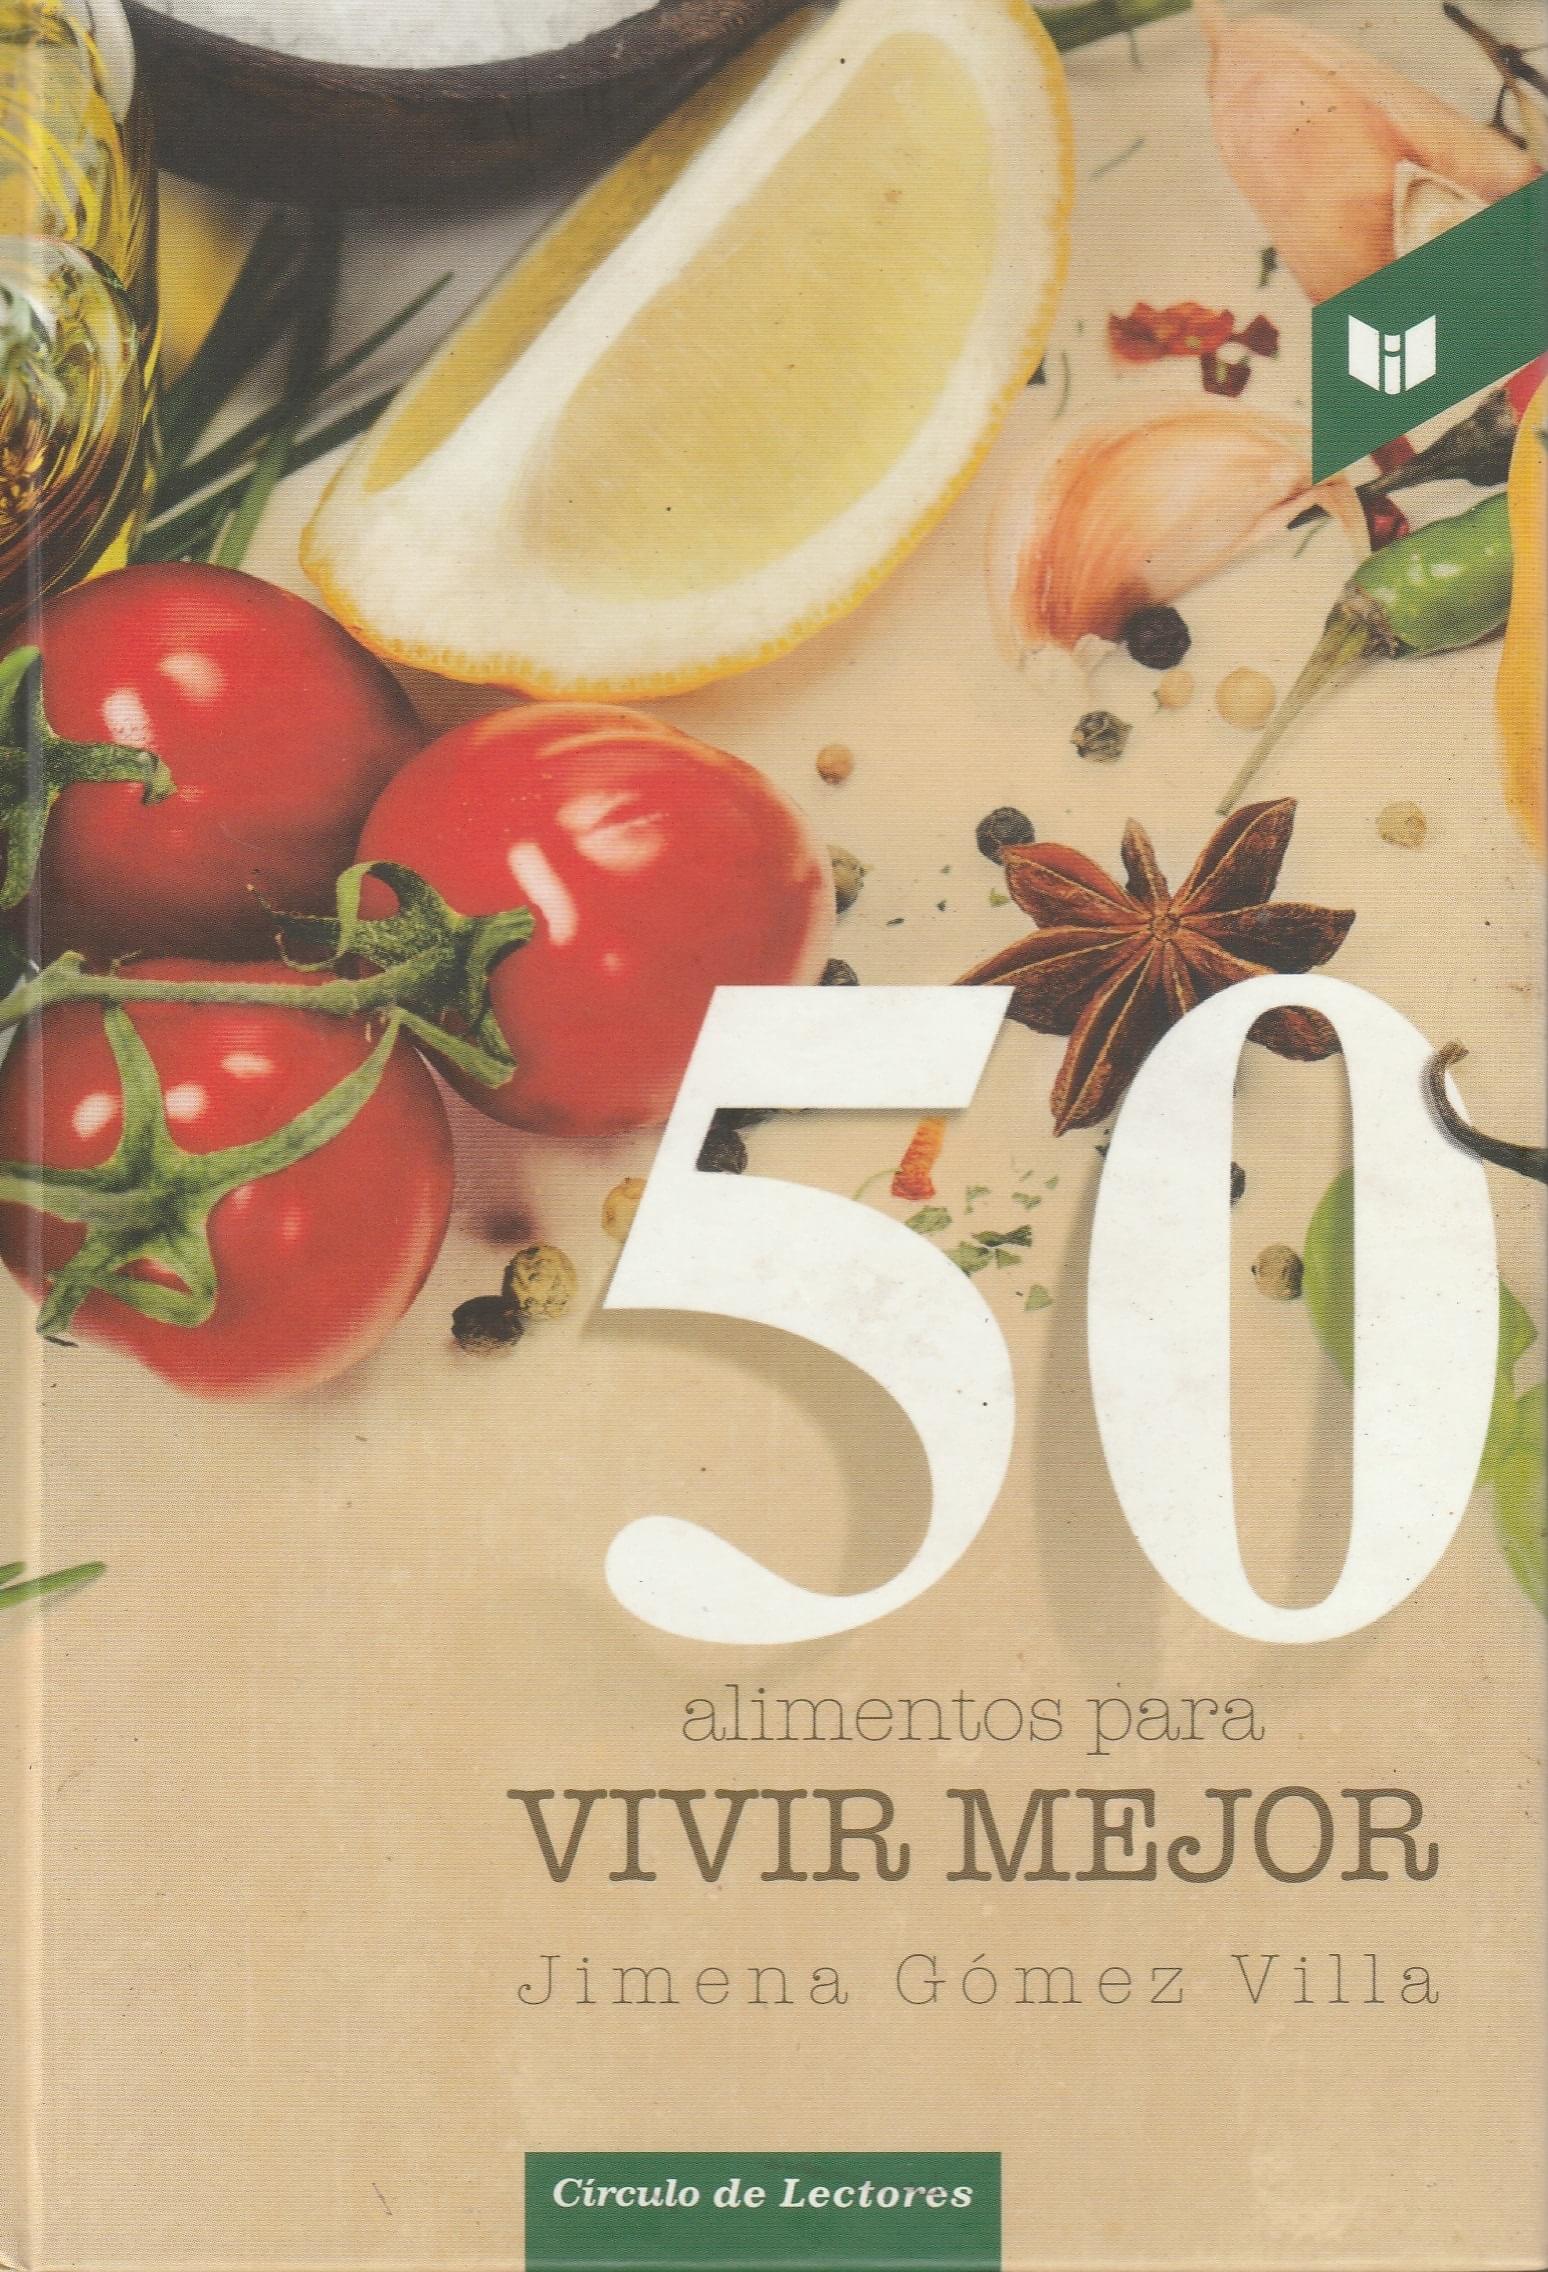 50
alimentos para
VIVIR MEJOR
Jimena Gómez Villa
Círculo de Lectores